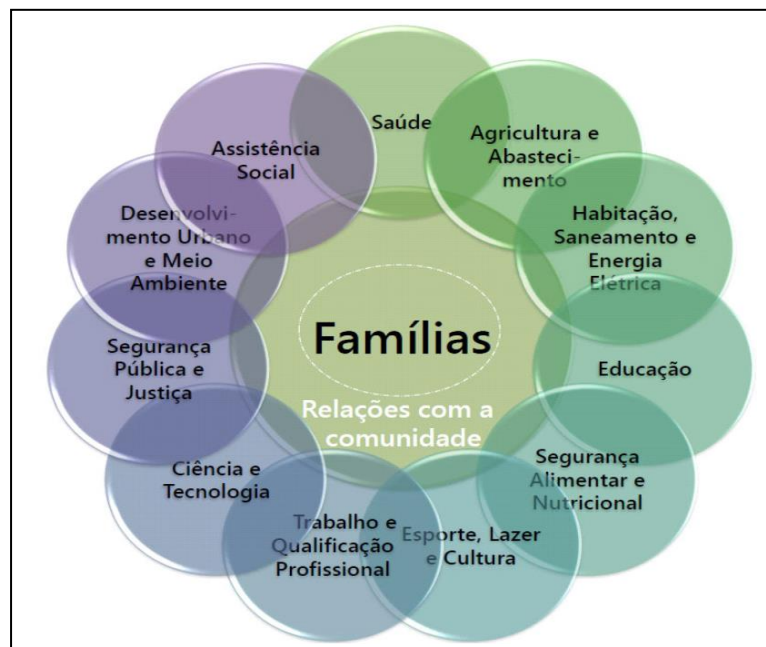 Saúde
Agricultura e
Abasteci-
mento
Habitação,
Saneamento e
Energia
Elétrica
Educação
Segurança
Alimentar e
Nutricional
Esporte, Lazer
e Cultura
Trabalho e
Qualificação
Profissional
Ciência e
Tecnologia
Segurança
Pública e
Justiça
Desenvolvi-
mento Urbano
e Meio
Ambiente
Assistência
Social
Famílias
Relações com a
comunidade